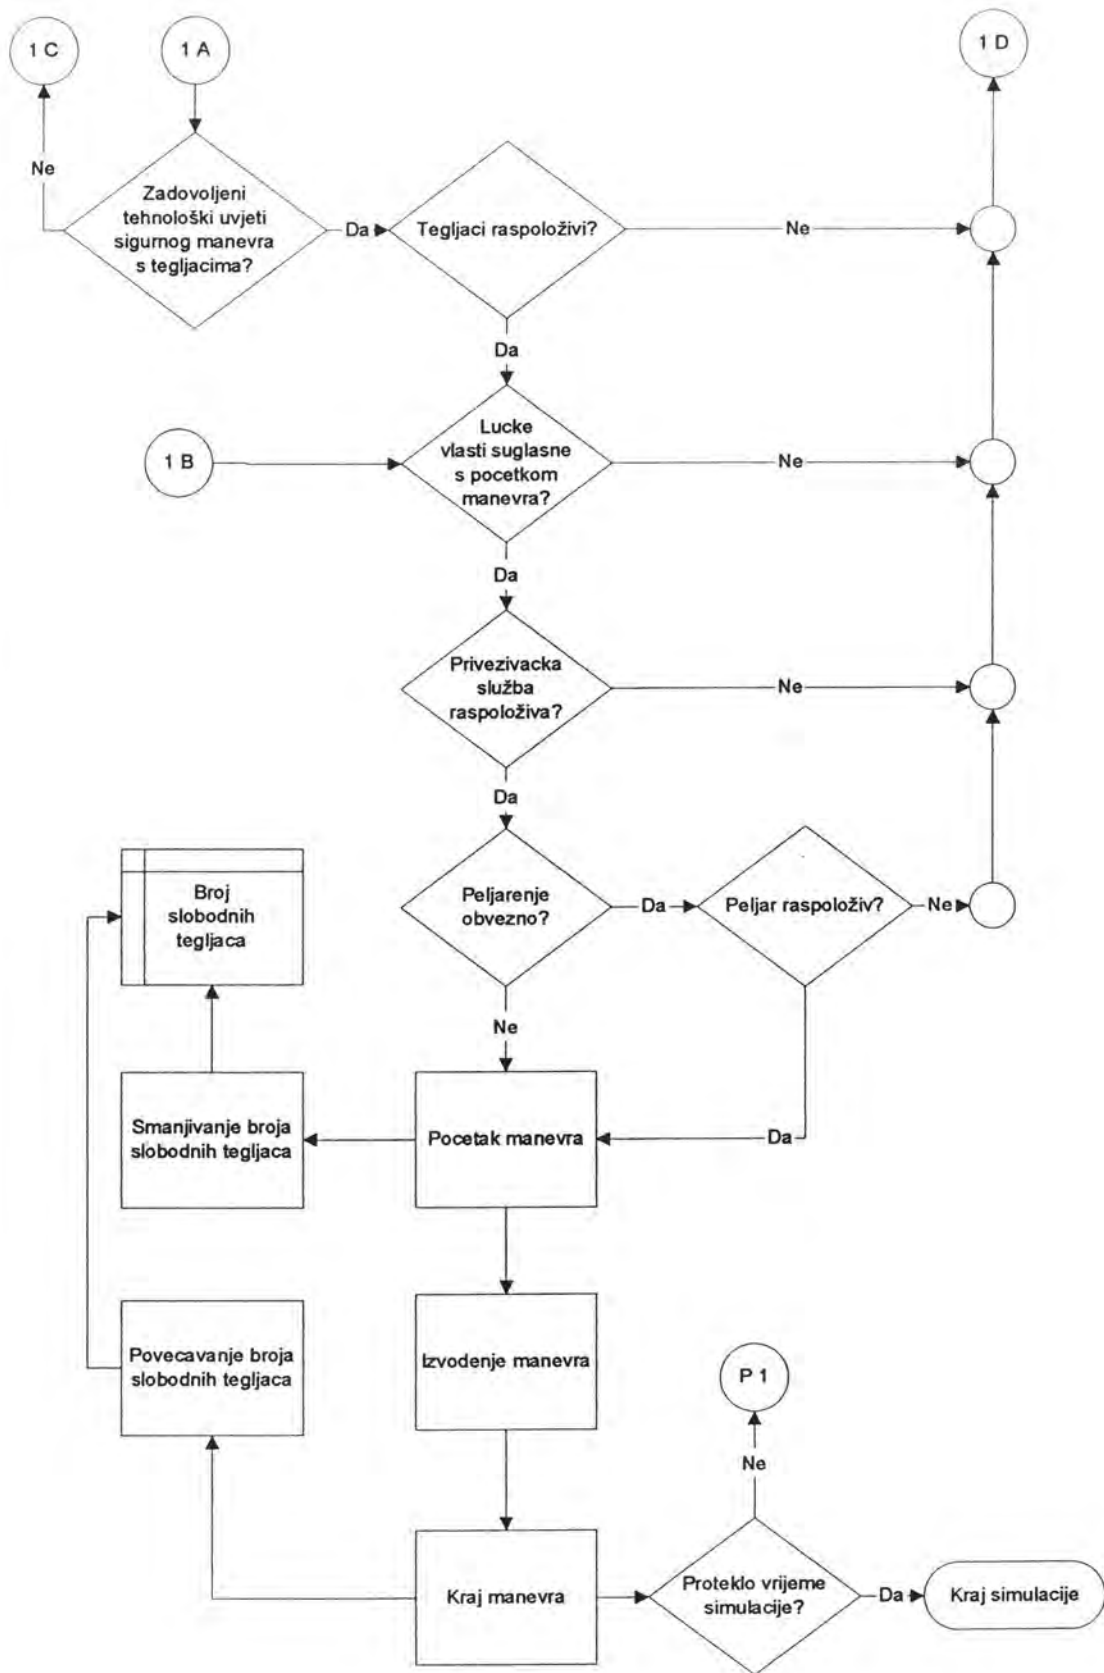 1 C
1 A
1 D
Ne
Zadovoljeni
tehnološki uvjeti
sigurnog manevra
s tegljacima?
Da
Tegljaci raspoloživi?
Ne
Da
1 B
Lucke
vlasti suglasne
s pocetkom
manevra?
Ne
Da
Privezivacka
služba
raspoloživa?
Ne
Da
Broj
slobodnih
tegljaca
Peljarenje
obvezno?
Da
Peljar raspoloživ?
Ne
Ne
Smanjivanje broja
slobodnih tegljaca
Pocetak manevra
Da
Povecavanje broja
slobodnih tegljaca
Izvodenje manevra
P 1
Ne
Kraj manevra
Proteklo vrijeme
simulacije?
Da
Kraj simulacije